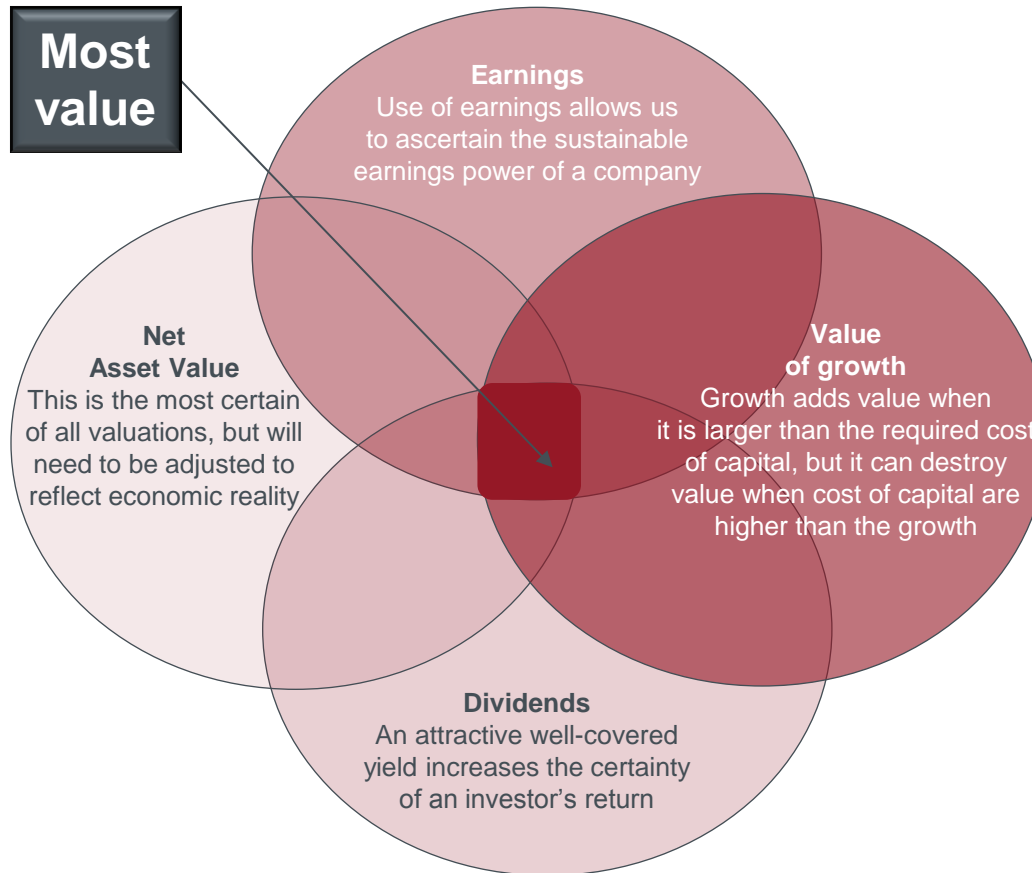 Most
value
Earnings
Use of earnings allows us
to ascertain the sustainable
earnings power of a company
Net
Asset Value
This is the most certain
of all valuations, but will
need to be adjusted to
reflect economic reality
Value
of growth
Growth adds value when
it is larger than the required cost
of capital, but it can destroy
value when cost of capital are
higher than the growth
Dividends
An attractive well-covered
yield increases the certainty
of an investor’s return